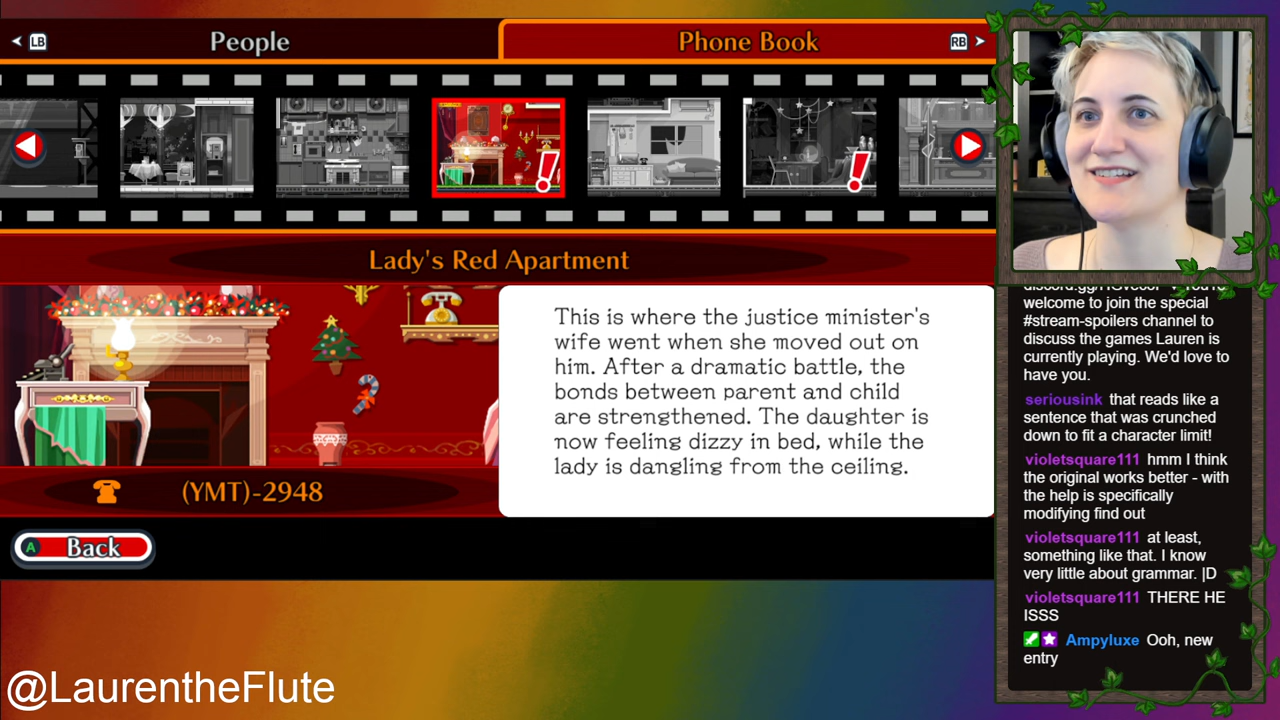 LB
People
Phone Book
RB
Lady's Red Apartment
This is where the justice minister's
wife went when she moved out on
him. After a dramatic battle, the
bonds between parent and child
are strengthened. The daughter is
now feeling dizzy in bed, while the
lady is dangling from the ceiling.
(YMT)-2948
A Back
@LaurentheFlute
welcome to join the special
#stream-spoilers channel to
discuss the games Lauren is
currently playing. We'd love to
have you.
seriousink that reads like a
sentence that was crunched
down to fit a character limit!
violetsquare111 hmm I think
the original works better - with
the help is specifically
modifying find out
violetsquare111 at least,
something like that. I know
very little about grammar. |D
violetsquare111 THERE HE
ISSS
Ampyluxe Ooh, new
entry